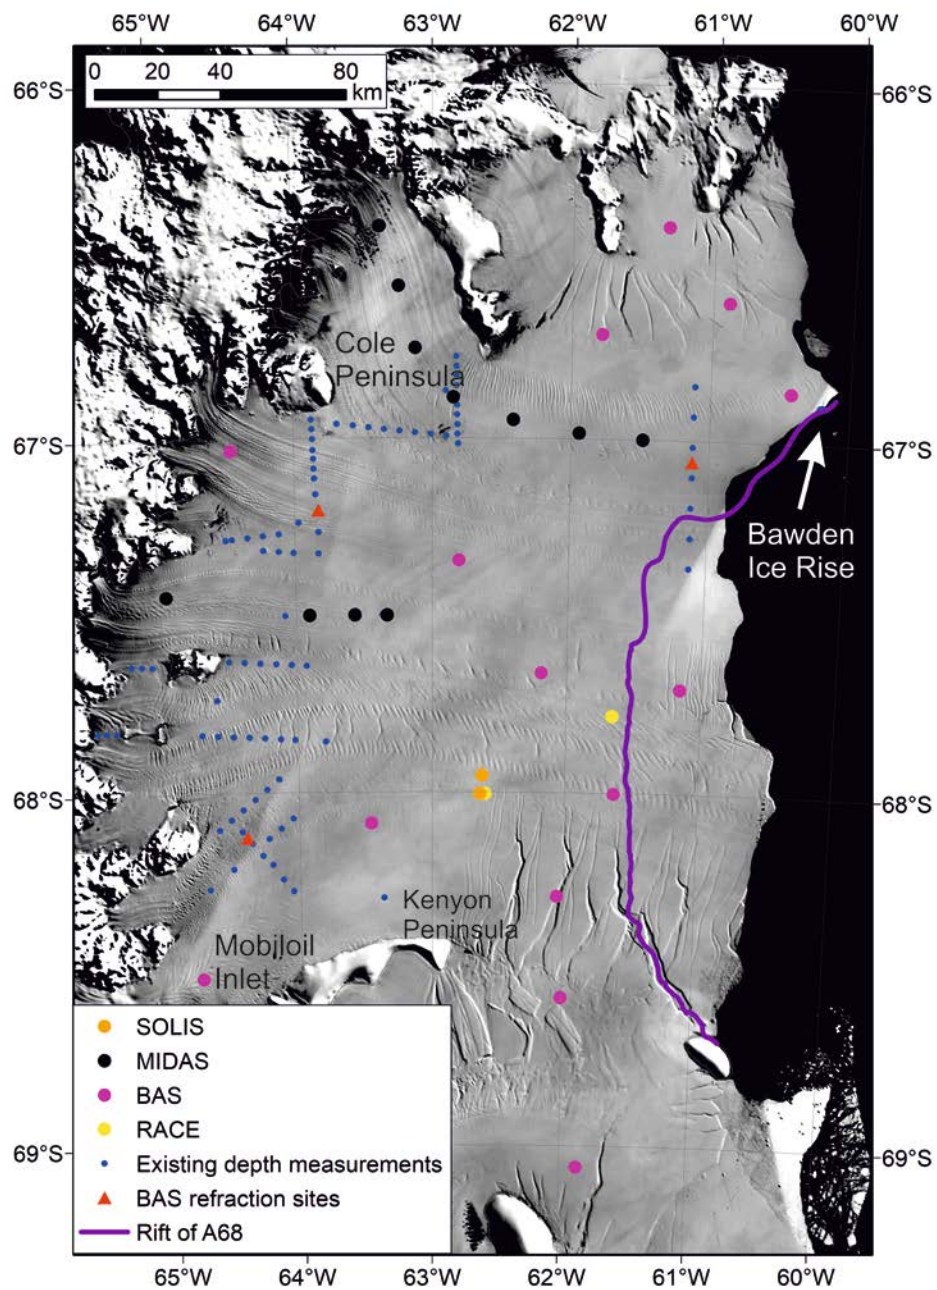 65°W 64°W 63°W 62°W 61°W 60°W
0 20 40 80
km
66°S 66°S
Cole
Peninsula
67°S 67°S
Bawden
Ice Rise
68°S 68°S
Kenyon
Peninsula
Mobiloil
Inlet
SOLIS
MIDAS
BAS
RACE
Existing depth measurements
BAS refraction sites
Rift of A68
69°S 69°S
65°W 64°W 63°W 62°W 61°W 60°W